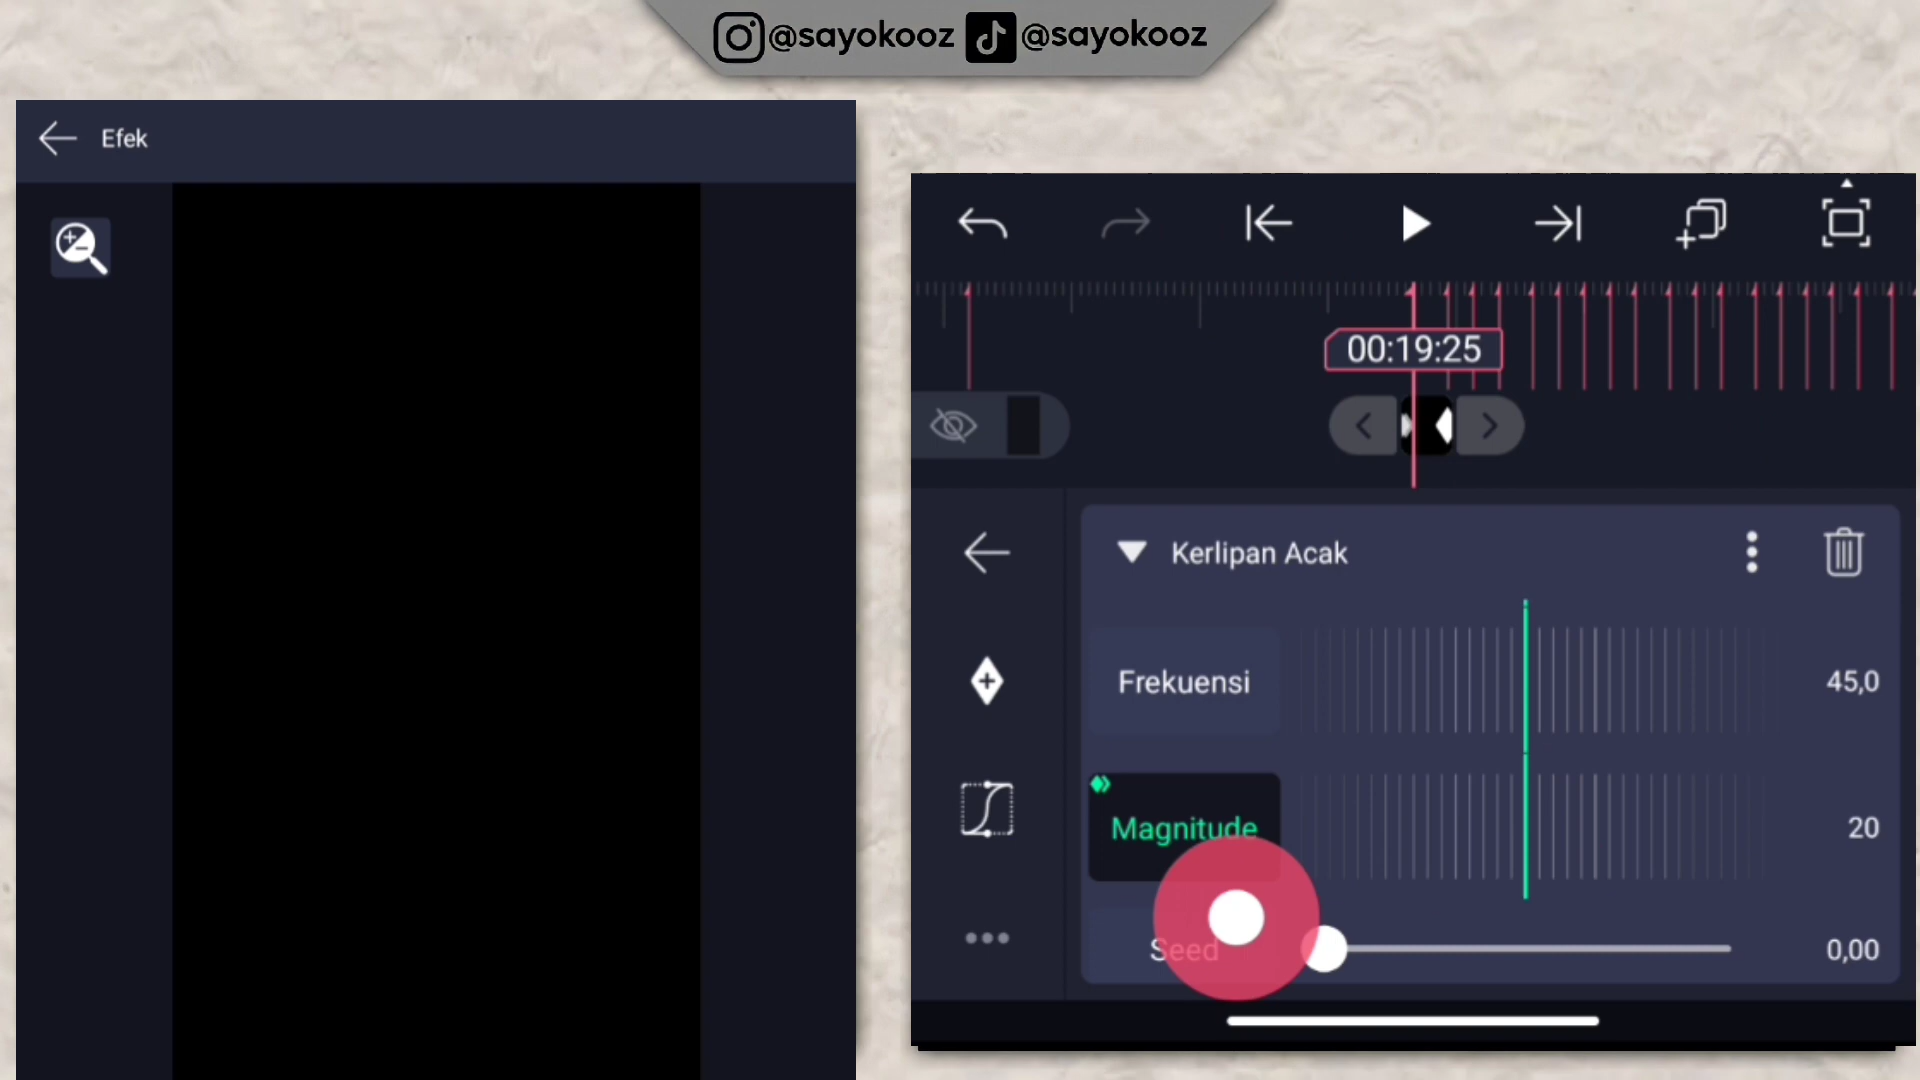 @sayokooz @sayokooz
Efek
00:19:25
Kerlipan Acak
Frekuensi
45,0
Magnitude
20
Seed
0,00